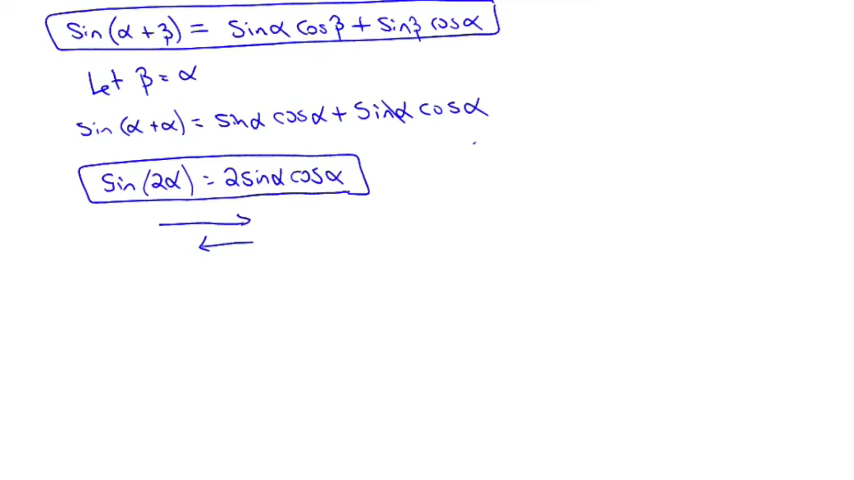 Sin(α + β) = Sinα cosβ + Sinβ cosα
Let β = α
Sin(α + α) = Sinα cosα + Sinα cosα
Sin(2α) = 2sinα cosα